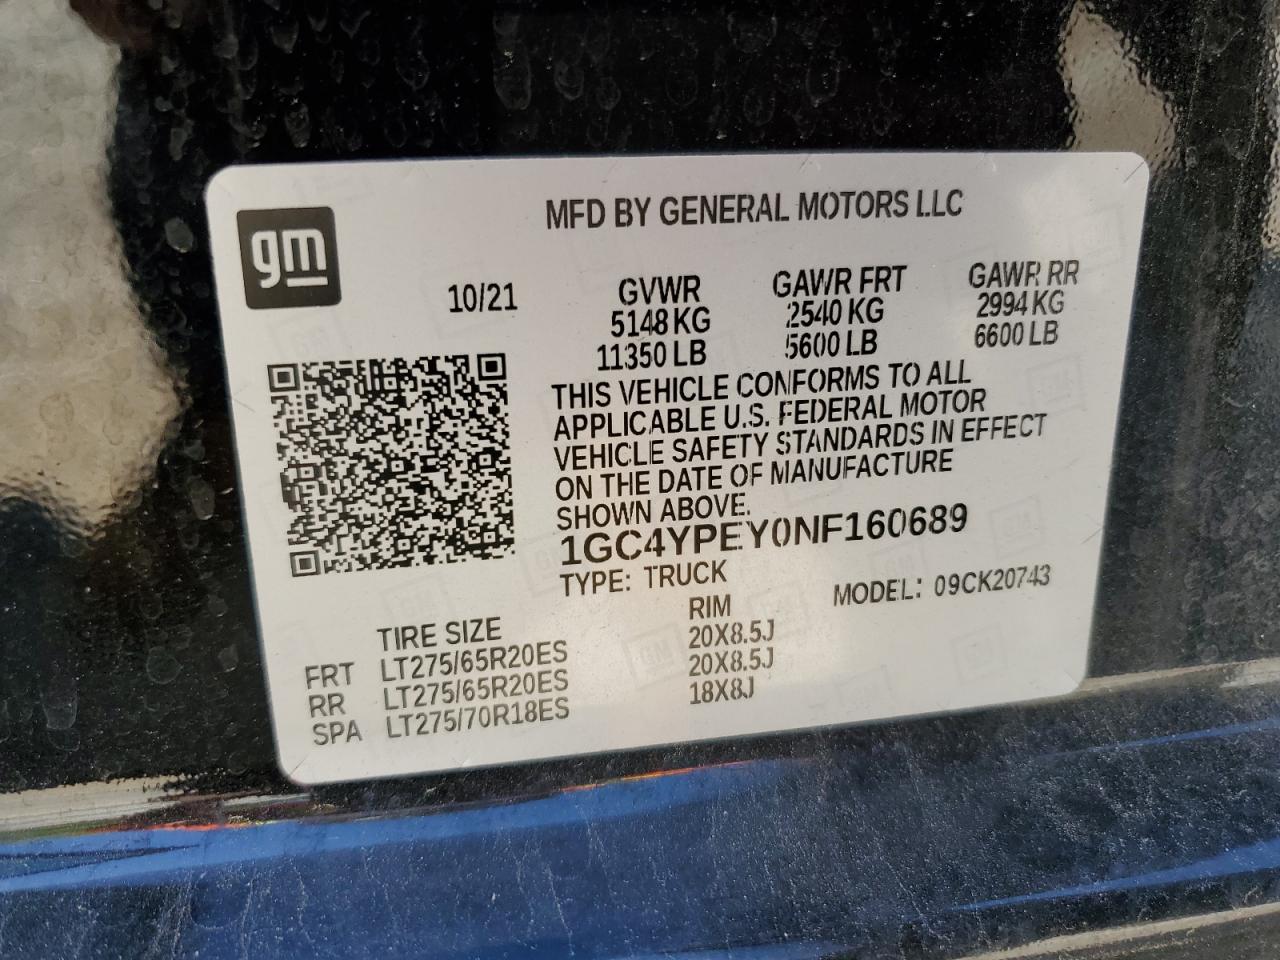 gm
MFD BY GENERAL MOTORS LLC
10/21
GVWR GAWR FRT GAWR RR
5148 KG 2540 KG 2994 KG
11350 LB 5600 LB 6600 LB
THIS VEHICLE CONFORMS TO ALL
APPLICABLE U.S. FEDERAL MOTOR
VEHICLE SAFETY STANDARDS IN EFFECT
ON THE DATE OF MANUFACTURE
SHOWN ABOVE.
1GC4YPEY0NF160689
TYPE: TRUCK MODEL: 09CK20743
TIRE SIZE RIM
FRT LT275/65R20ES 20X8.5J
RR LT275/65R20ES 20X8.5J
SPA LT275/70R18ES 18X8J